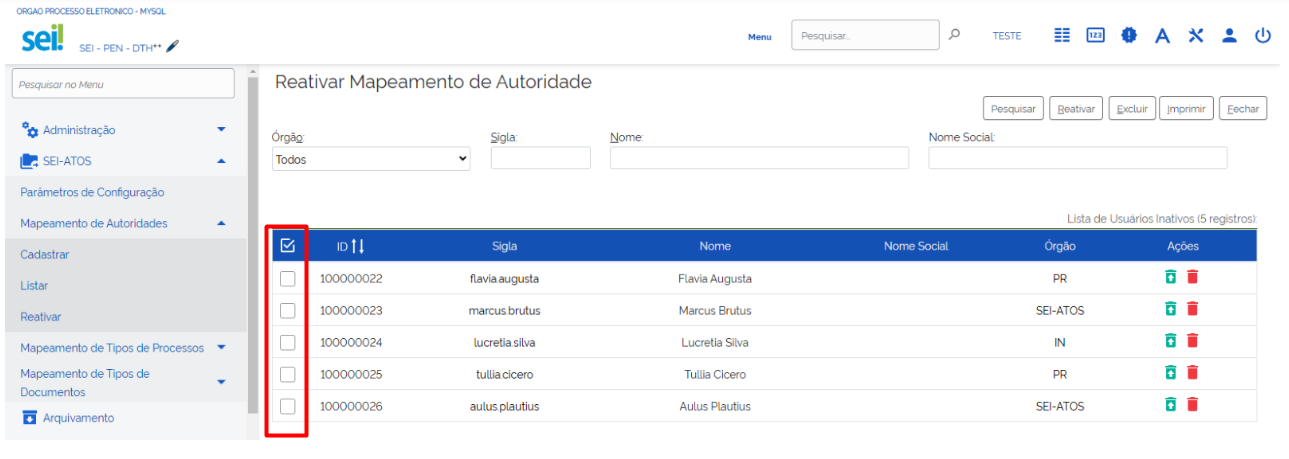 ORGAO PROCESSO ELETRONICO - MYSQL
sei!
SEI - PEN - DTH**
Menu
Pesquisar...
TESTE
123
A
Pesquisar no Menu
Administração
SEI-ATOS
Parâmetros de Configuração
Mapeamento de Autoridades
Cadastrar
Listar
Reativar
Mapeamento de Tipos de Processos
Mapeamento de Tipos de
Documentos
Arquivamento
Reativar Mapeamento de Autoridade
Pesquisar Reativar Excluir Imprimir Fechar
Órgão: Sigla: Nome: Nome Social:
Todos
Lista de Usuários Inativos (5 registros):
ID Sigla Nome Nome Social Órgão Ações
100000022 flavia.augusta Flavia Augusta PR
100000023 marcus.brutus Marcus Brutus SEI-ATOS
100000024 lucretia.silva Lucretia Silva IN
100000025 tullia.cicero Tullia Cicero PR
100000026 aulus.plautius Aulus Plautius SEI-ATOS